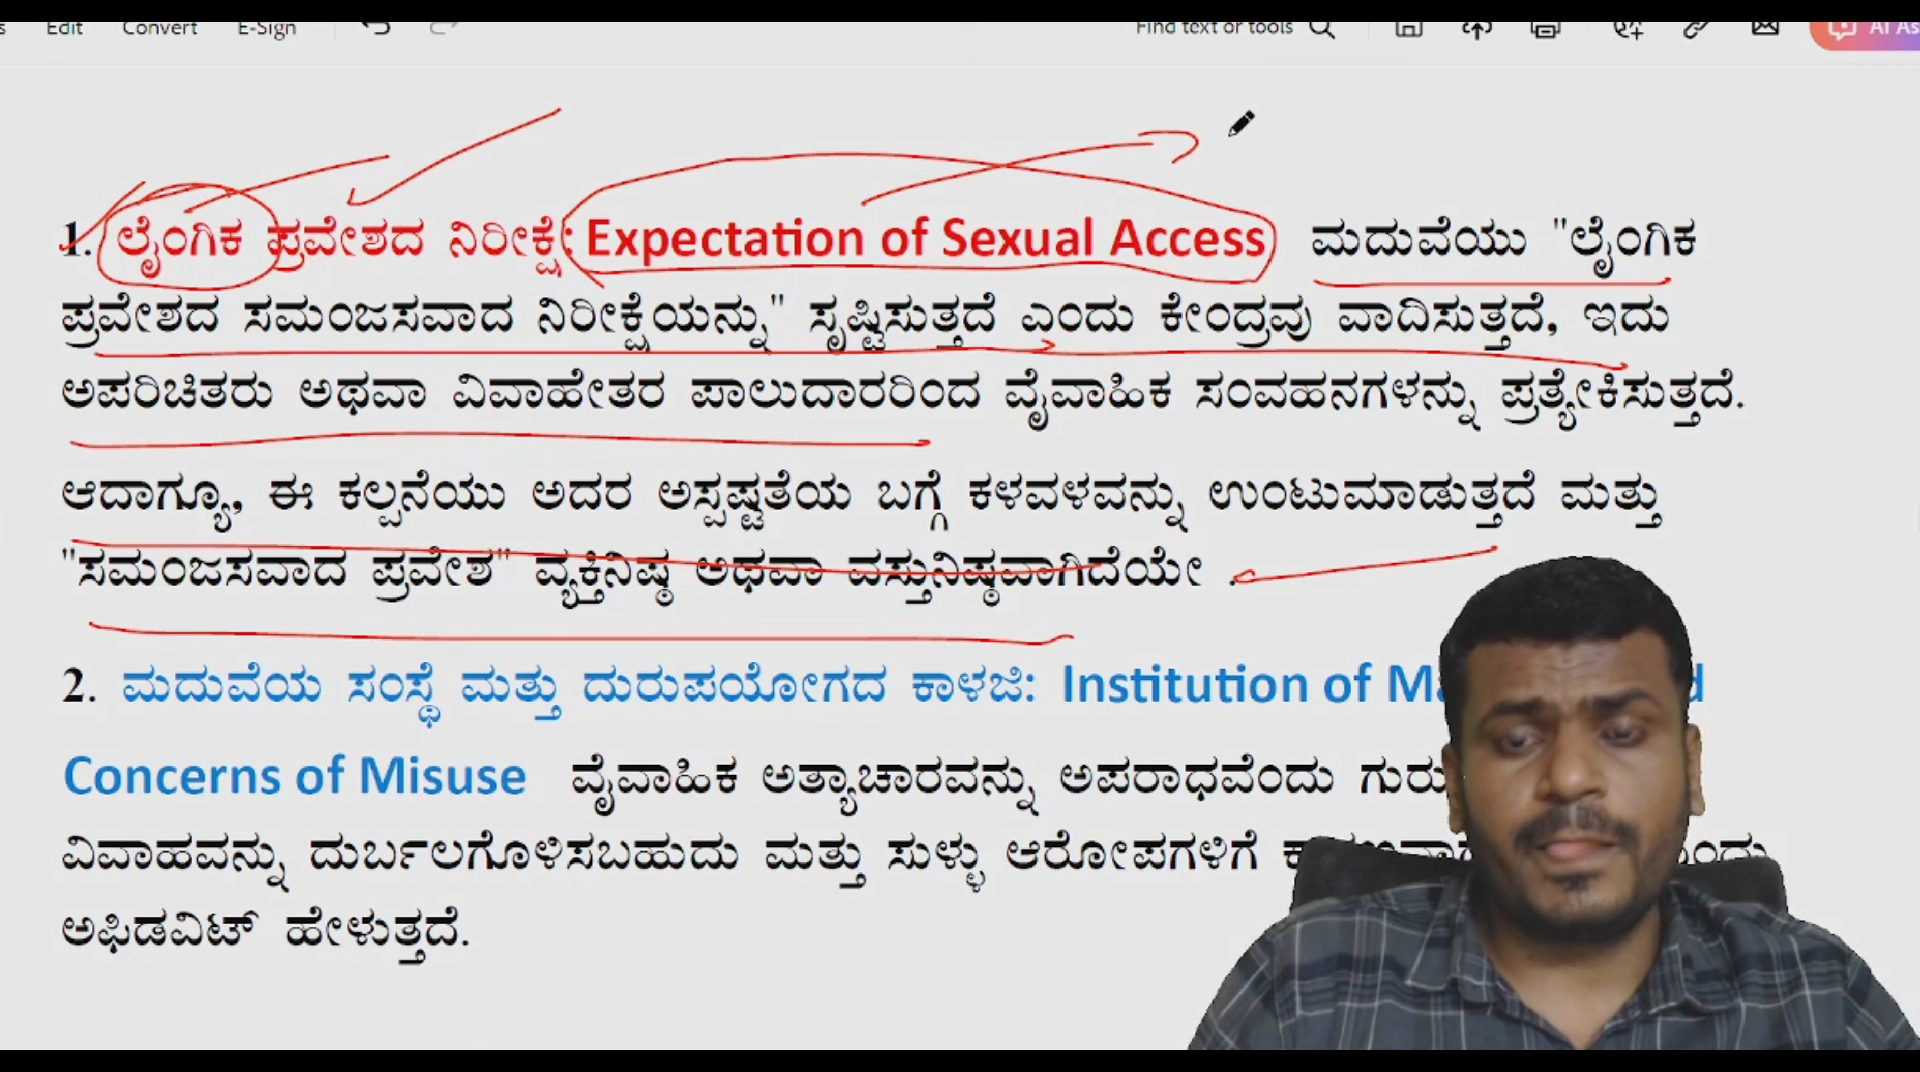 Edit Convert E-Sign Find text or tools AI As
1. ಲೈಂಗಿಕ ಪ್ರವೇಶದ ನಿರೀಕ್ಷೆ: Expectation of Sexual Access ಮದುವೆಯು "ಲೈಂಗಿಕ
ಪ್ರವೇಶದ ಸಮಂಜಸವಾದ ನಿರೀಕ್ಷೆಯನ್ನು" ಸೃಷ್ಟಿಸುತ್ತದೆ ಎಂದು ಕೇಂದ್ರವು ವಾದಿಸುತ್ತದೆ, ಇದು
ಅಪರಿಚಿತರು ಅಥವಾ ವಿವಾಹೇತರ ಪಾಲುದಾರರಿಂದ ವೈವಾಹಿಕ ಸಂವಹನಗಳನ್ನು ಪ್ರತ್ಯೇಕಿಸುತ್ತದೆ.
ಆದಾಗ್ಯೂ, ಈ ಕಲ್ಪನೆಯು ಅದರ ಅಸ್ಪಷ್ಟತೆಯ ಬಗ್ಗೆ ಕಳವಳವನ್ನು ಉಂಟುಮಾಡುತ್ತದೆ ಮತ್ತು
"ಸಮಂಜಸವಾದ ಪ್ರವೇಶ" ವ್ಯಕ್ತಿನಿಷ್ಠ ಅಥವಾ ವಸ್ತುನಿಷ್ಠವಾಗಿದೆಯೇ .
2. ಮದುವೆಯ ಸಂಸ್ಥೆ ಮತ್ತು ದುರುಪಯೋಗದ ಕಾಳಜಿ: Institution of
Concerns of Misuse ವೈವಾಹಿಕ ಅತ್ಯಾಚಾರವನ್ನು ಅಪರಾಧವೆಂದು
ವಿವಾಹವನ್ನು ದುರ್ಬಲಗೊಳಿಸಬಹುದು ಮತ್ತು ಸುಳ್ಳು ಆರೋಪಗಳಿಗೆ
ಅಫಿಡವಿಟ್ ಹೇಳುತ್ತದೆ.